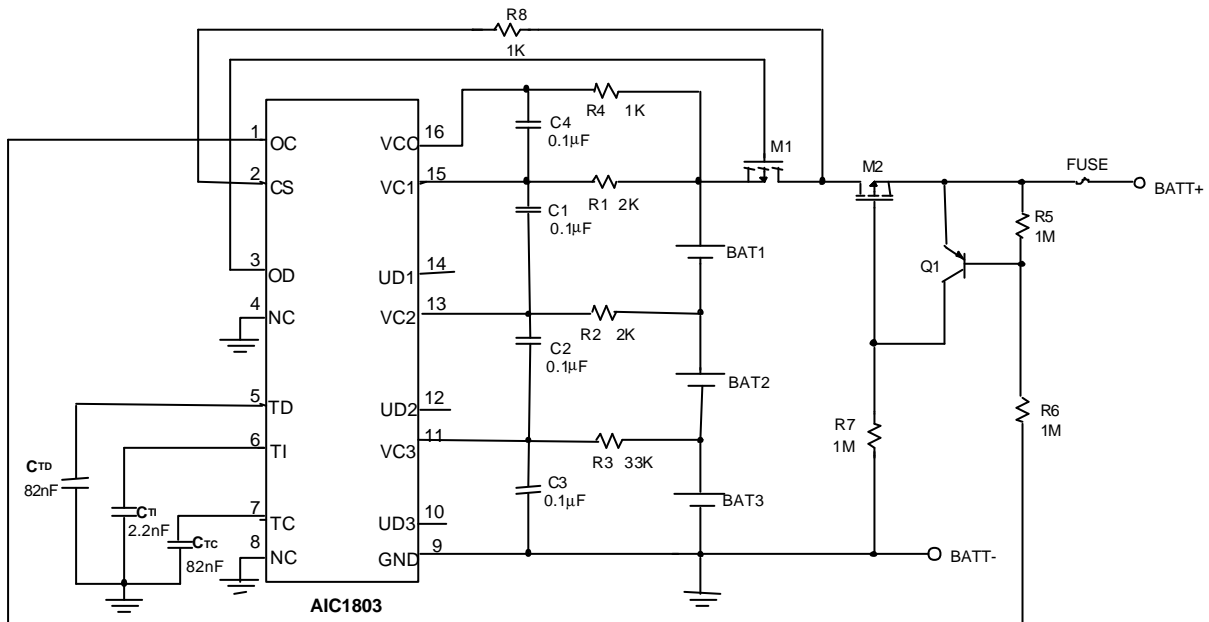 R8
1K
1 OC
2 CS
3 OD
4 NC
5 TD
6 TI
7 TC
8 NC
VCC 16
VC1 15
UD1 14
VC2 13
UD2 12
VC3 11
UD3 10
GND 9
AIC1803
CTD
82nF
CTI
2.2nF
CTC
82nF
C4
0.1µF
C1
0.1µF
C2
0.1µF
C3
0.1µF
R4 1K
R1 2K
R2 2K
R3 33K
BAT1
BAT2
BAT3
M1
M2
FUSE
BATT+
R5
1M
Q1
R7
1M
R6
1M
BATT-